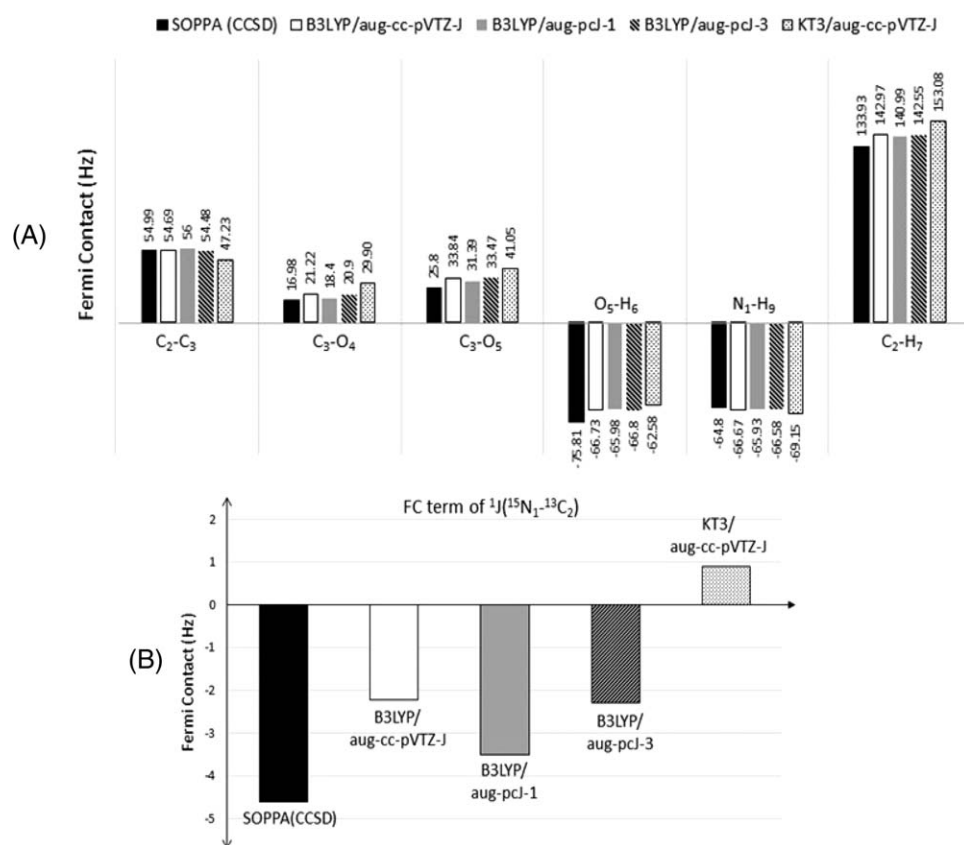 SOPPA (CCSD) B3LYP/aug-cc-pVTZ-J B3LYP/aug-pcJ-1 B3LYP/aug-pcJ-3 KT3/aug-cc-pVTZ-J
(A)
Fermi Contact (Hz)
54.99 54.69 56 54.48 47.23
C₂-C₃
16.98 21.22 18.4 20.9 29.90
C₃-O₄
25.8 33.84 31.39 33.47 41.05
C₃-O₅
O₅-H₆
-75.81 -66.73 -65.98 -66.8 -62.58
N₁-H₉
-64.8 -66.67 -65.93 -66.58 -69.15
133.93 142.97 140.99 142.55 153.08
C₂-H₇
(B)
FC term of ¹J(¹⁵N₁-¹³C₂)
Fermi Contact (Hz)
2
1
0
-1
-2
-3
-4
-5
SOPPA(CCSD)
B3LYP/
aug-cc-pVTZ-J
B3LYP/
aug-pcJ-1
B3LYP/
aug-pcJ-3
KT3/
aug-cc-pVTZ-J